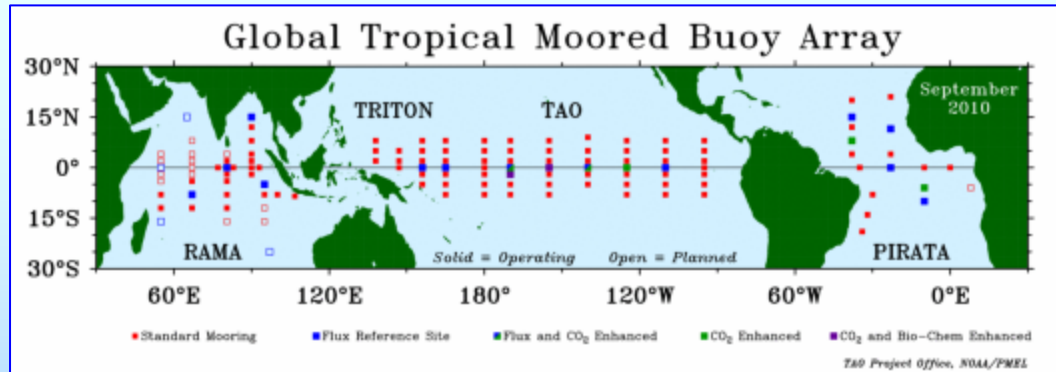 Global Tropical Moored Buoy Array
30°N
15°N
0°
15°S
30°S
TRITON
TAO
September
2010
RAMA
Solid = Operating
Open = Planned
PIRATA
60°E
120°E
180°
120°W
60°W
0°E
Standard Mooring
Flux Reference Site
Flux and CO₂ Enhanced
CO₂ Enhanced
CO₂ and Bio-Chem Enhanced
TAO Project Office, NOAA/PMEL